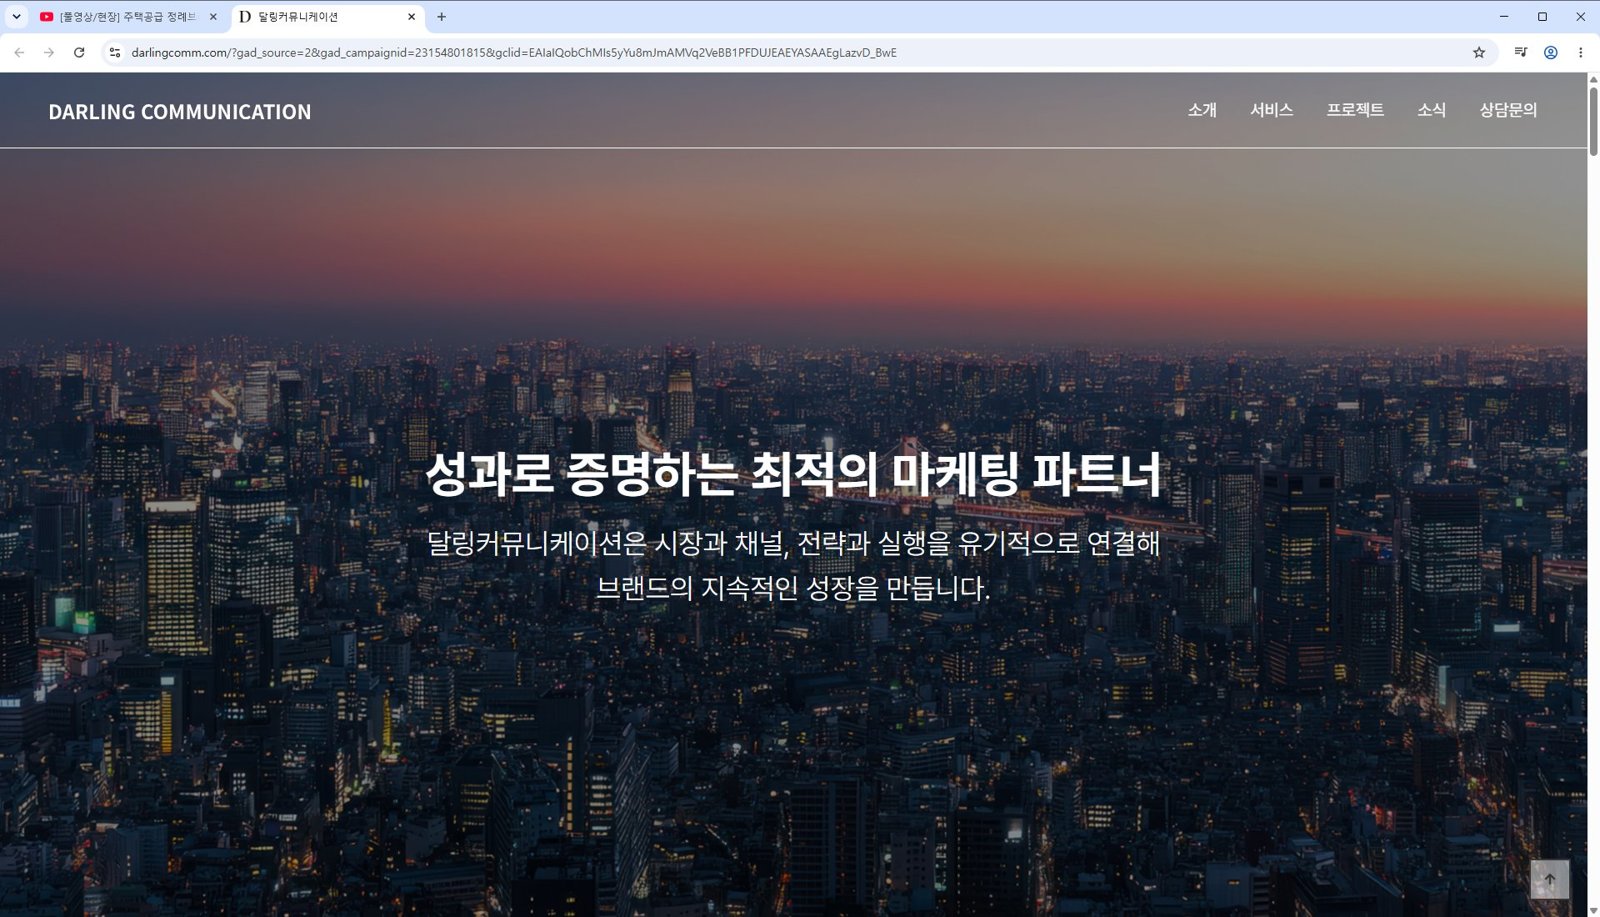 [풀영상/현장] 주택공급 정례브
달링커뮤니케이션
darlingcomm.com/?gad_source=2&gad_campaignid=23154801815&gclid=EAIaIQobChMIs5yYu8mJmAMVq2VeBB1PFDUJEAEYASAAEgLazvD_BwE
DARLING COMMUNICATION
소개 서비스 프로젝트 소식 상담문의
성과로 증명하는 최적의 마케팅 파트너
달링커뮤니케이션은 시장과 채널, 전략과 실행을 유기적으로 연결해
브랜드의 지속적인 성장을 만듭니다.